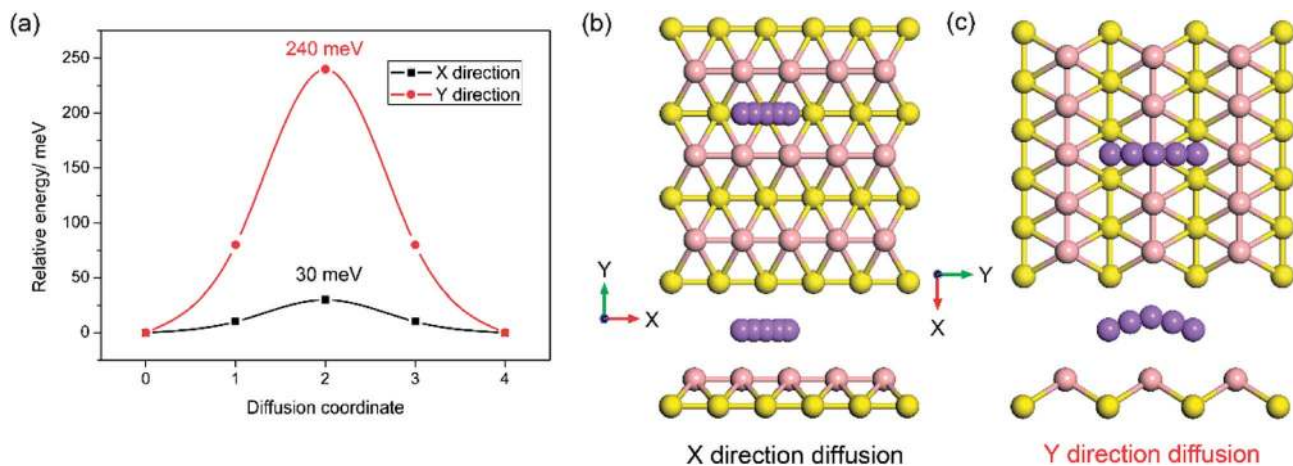 (a)
240 meV
X direction
Y direction
30 meV
250
200
150
100
50
0
Relative energy/ meV
0 1 2 3 4
Diffusion coordinate
(b)
Y
X
X direction diffusion
(c)
Y
X
Y direction diffusion